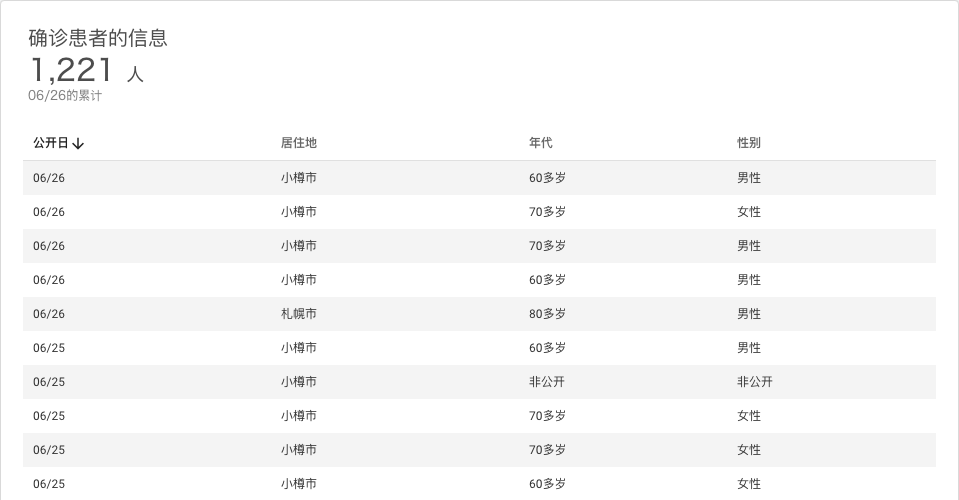 确诊患者的信息
1,221 人
06/26的累计
公开日↓ 居住地 年代 性别
06/26 小樽市 60多岁 男性
06/26 小樽市 70多岁 女性
06/26 小樽市 70多岁 男性
06/26 小樽市 60多岁 男性
06/26 札幌市 80多岁 男性
06/25 小樽市 60多岁 男性
06/25 小樽市 非公开 非公开
06/25 小樽市 70多岁 女性
06/25 小樽市 70多岁 女性
06/25 小樽市 60多岁 女性